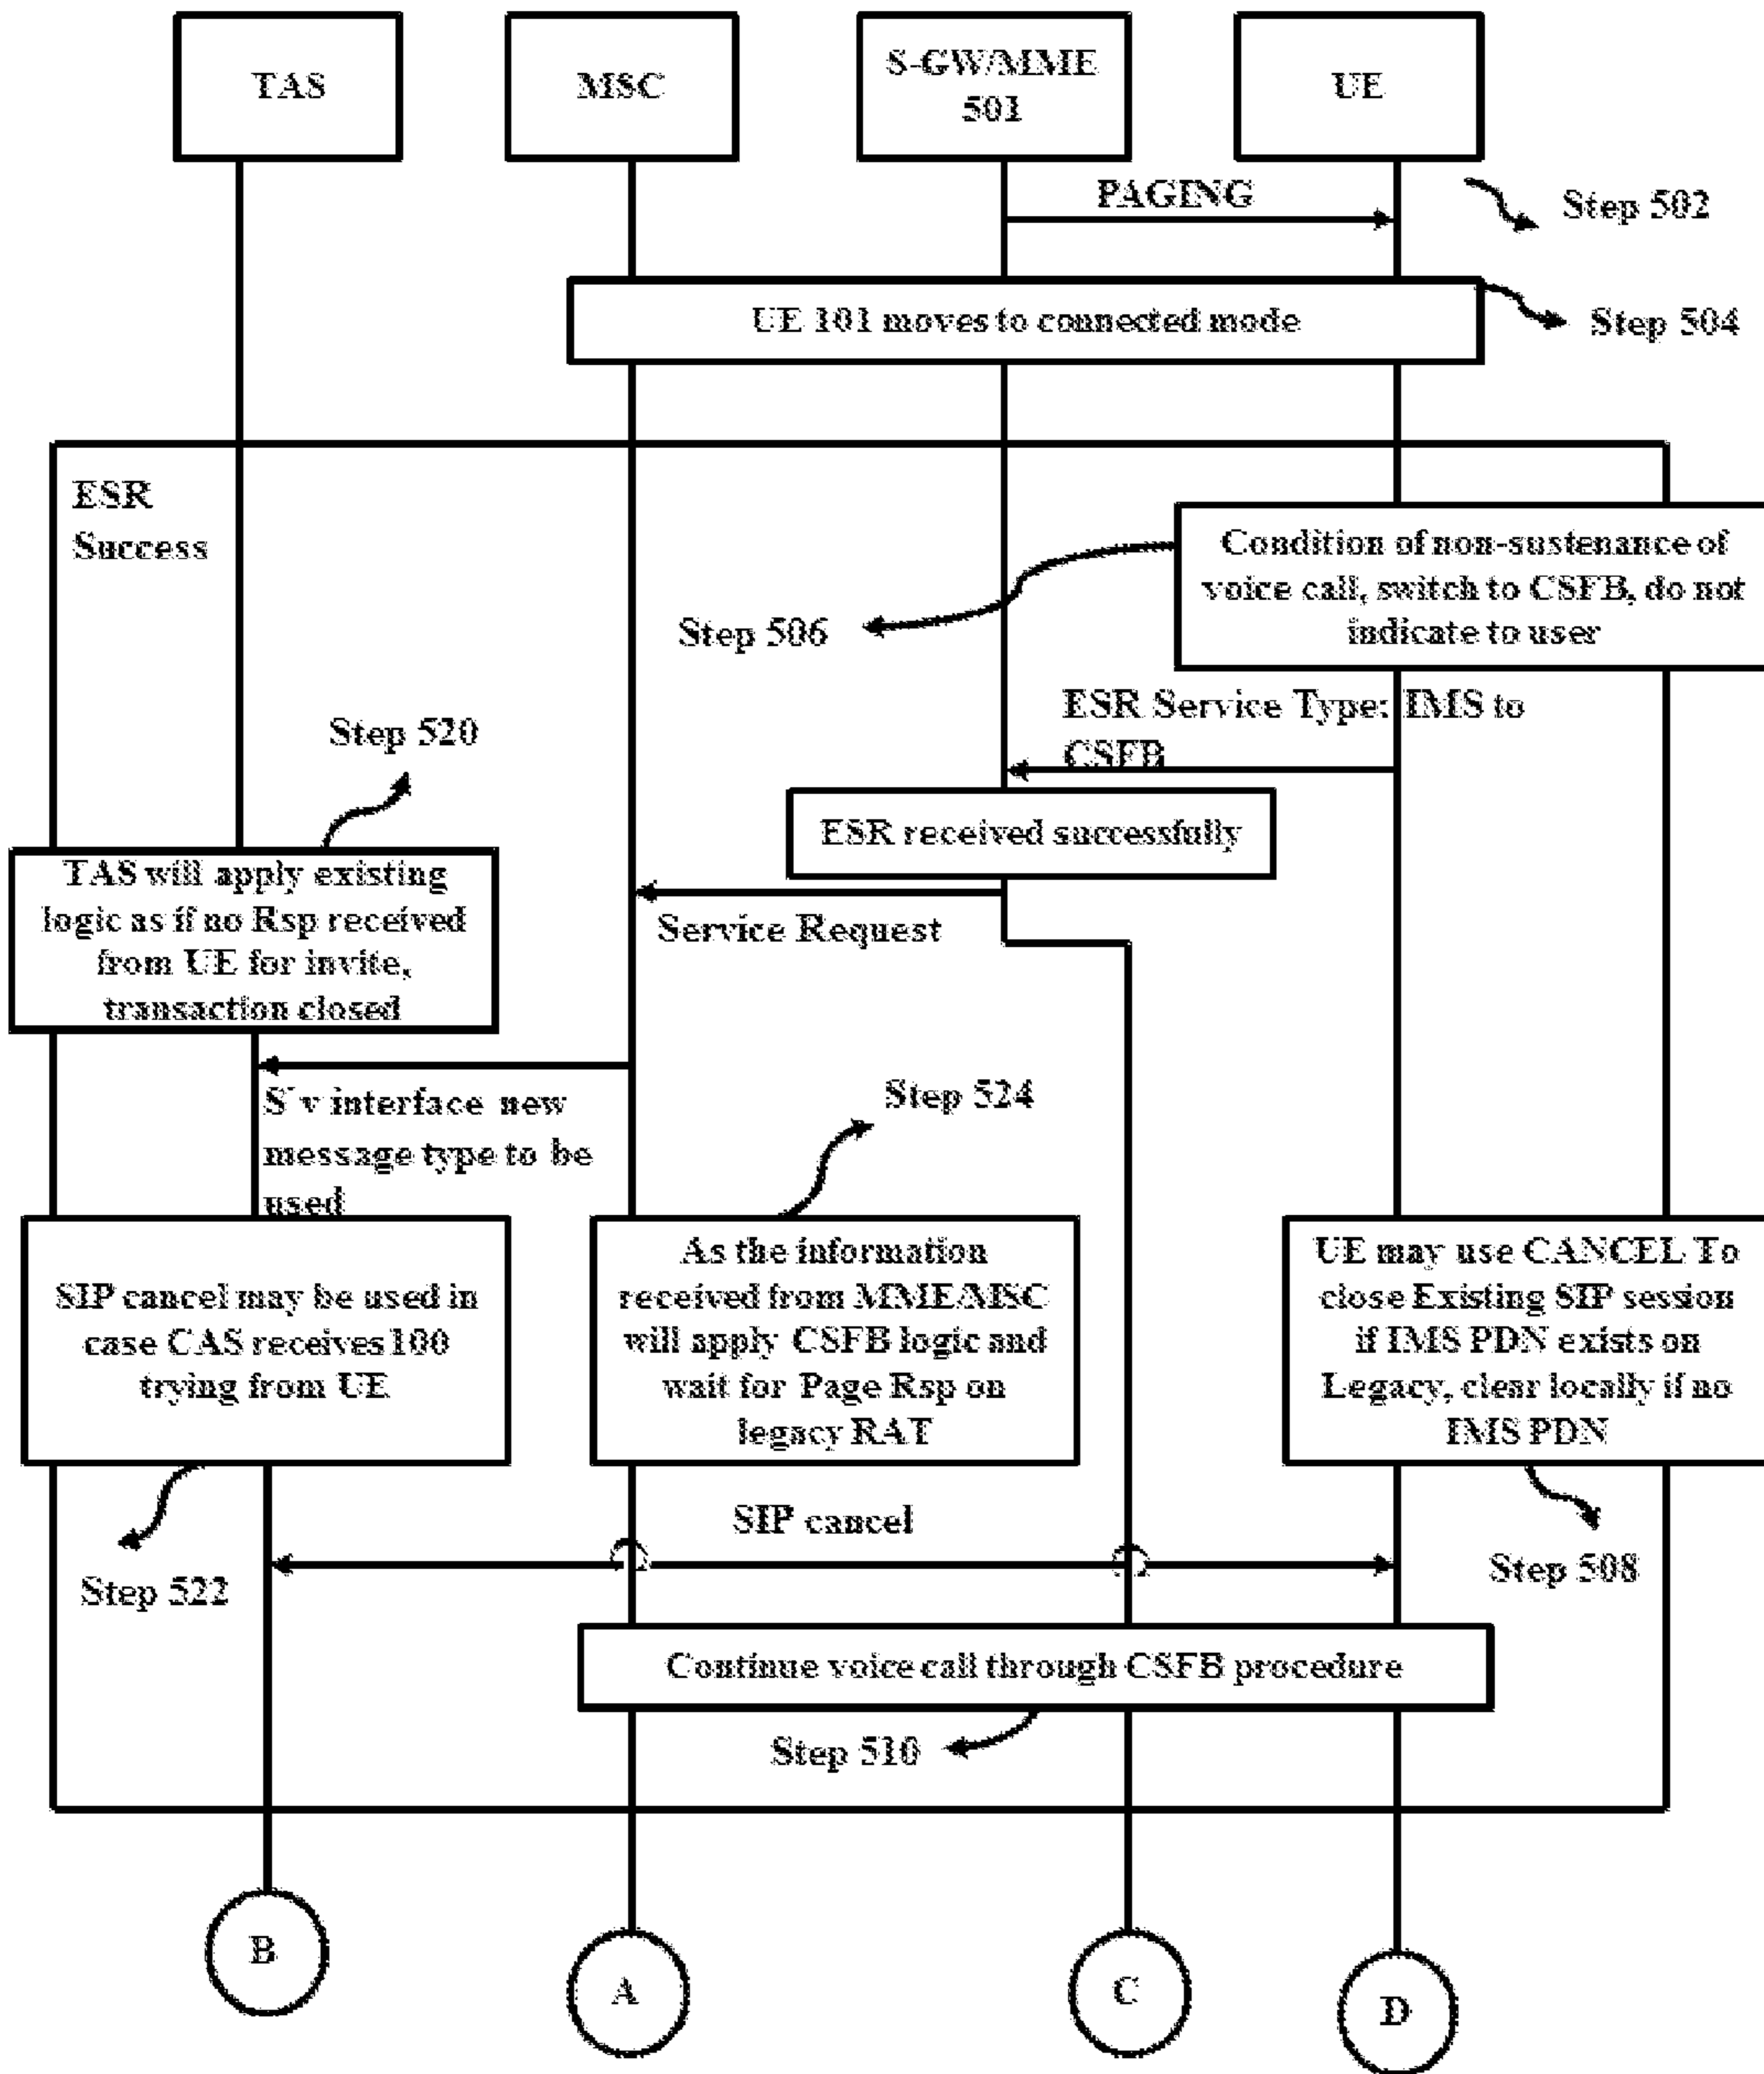 TAS
MSC
S-GW/MME
501
UE
PAGING
Step 502
UE 101 moves to connected mode
Step 504
ESR
Success
Condition of non-sustenance of
voice call, switch to CSFB, do not
indicate to user
Step 506
ESR Service Type: IMS to
CSFB
Step 520
ESR received successfully
TAS will apply existing
logic as if no Rsp received
from UE for invite,
transaction closed
Service Request
S`v interface new
message type to be
used
Step 524
SIP cancel may be used in
case CAS receives 100
trying from UE
As the information
received from MME/MSC
will apply CSFB logic and
wait for Page Rsp on
legacy RAT
UE may use CANCEL To
close Existing SIP session
if IMS PDN exists on
Legacy, clear locally if no
IMS PDN
SIP cancel
Step 522
Step 508
Continue voice call through CSFB procedure
Step 510
B
A
C
D